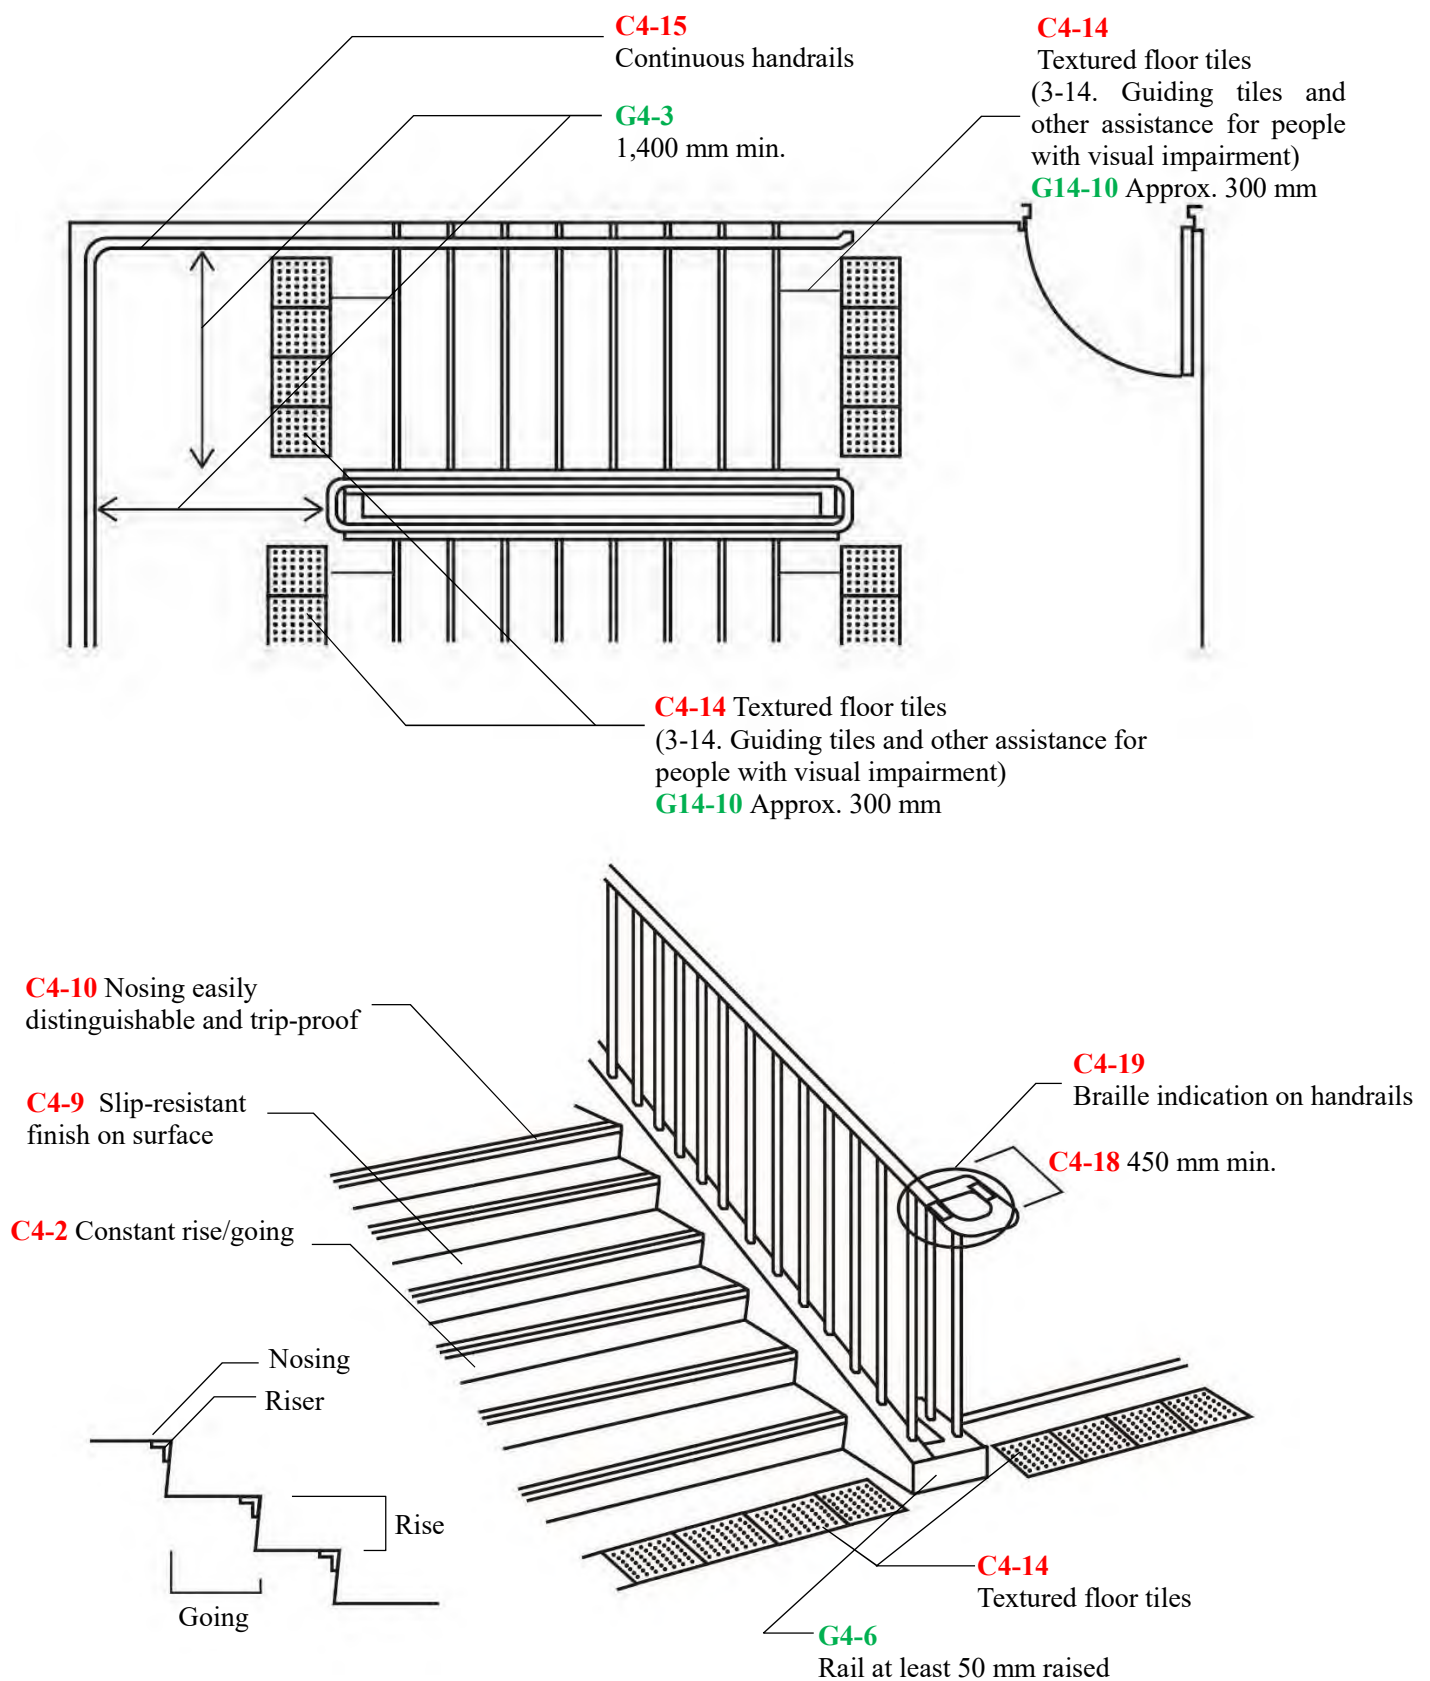 C4-15
Continuous handrails
G4-3
1,400 mm min.
C4-14
Textured floor tiles
(3-14. Guiding tiles and
other assistance for people
with visual impairment)
G14-10 Approx. 300 mm
C4-14 Textured floor tiles
(3-14. Guiding tiles and other assistance for
people with visual impairment)
G14-10 Approx. 300 mm
C4-10 Nosing easily
distinguishable and trip-proof
C4-9 Slip-resistant
finish on surface
C4-2 Constant rise/going
C4-19
Braille indication on handrails
C4-18 450 mm min.
Nosing
Riser
Rise
Going
C4-14
Textured floor tiles
G4-6
Rail at least 50 mm raised